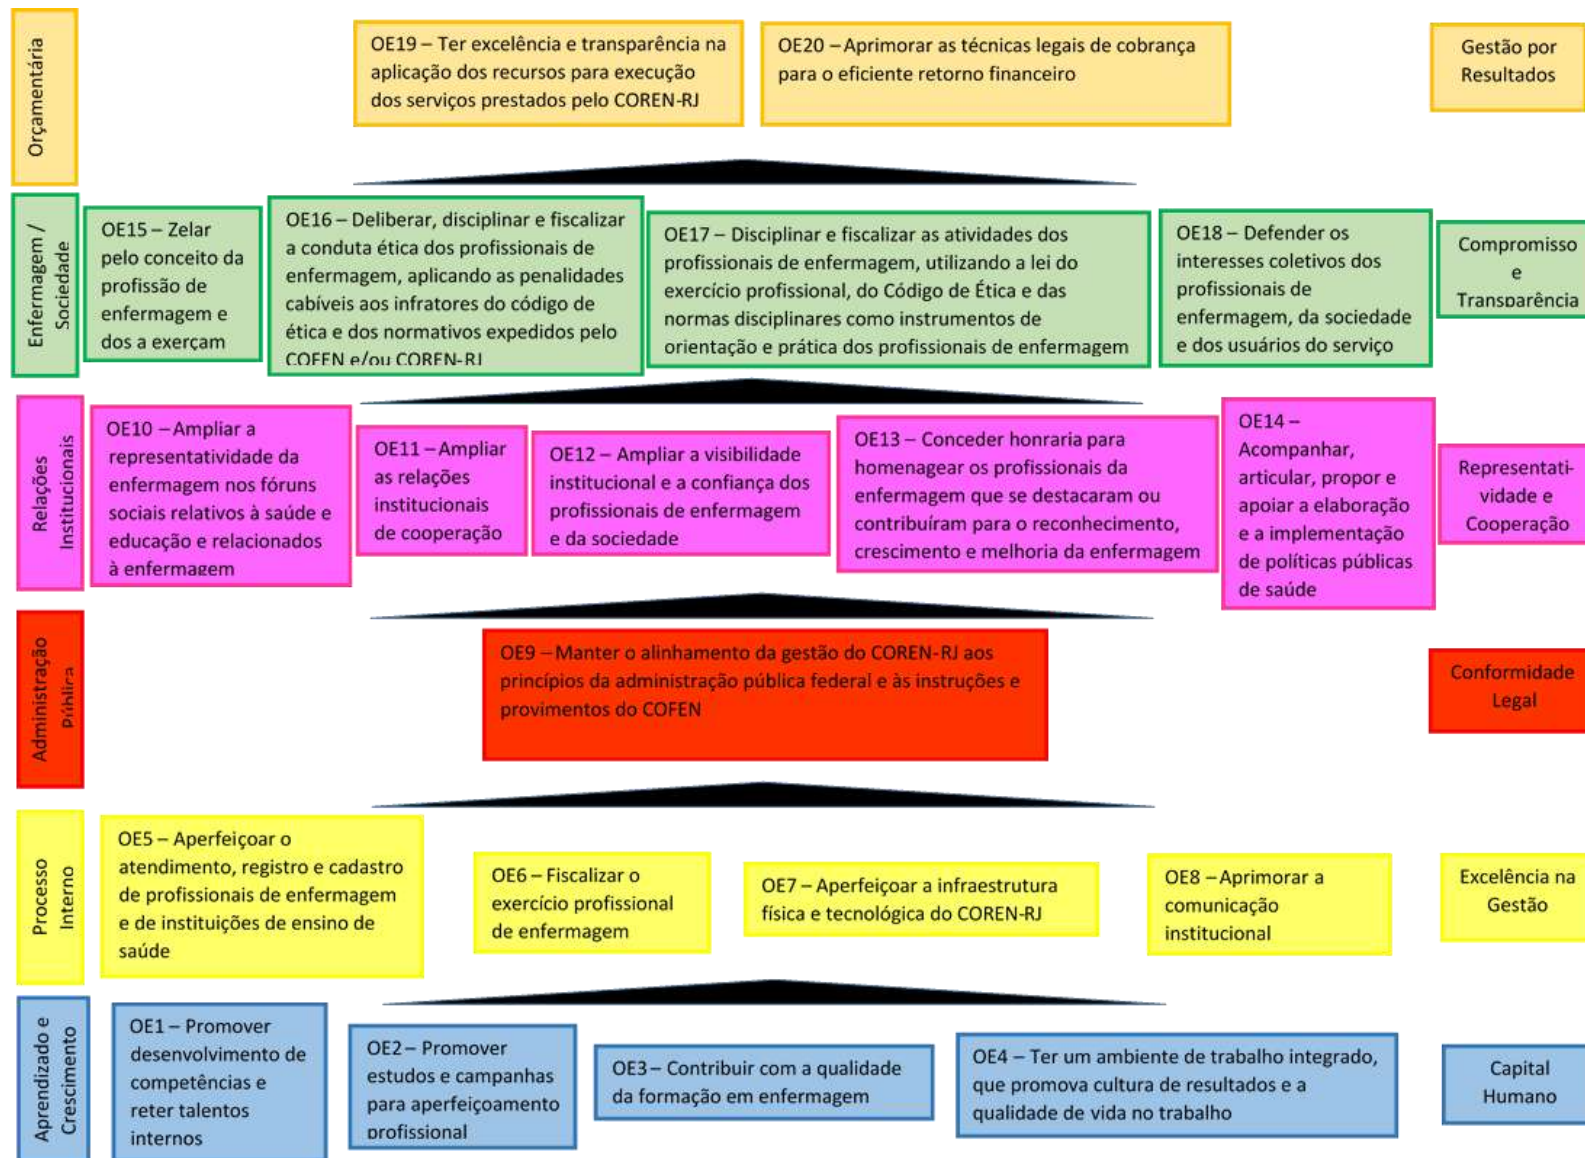 Orçamentária
OE19 – Ter excelência e transparência na
aplicação dos recursos para execução
dos serviços prestados pelo COREN-RJ
OE20 – Aprimorar as técnicas legais de cobrança
para o eficiente retorno financeiro
Gestão por
Resultados
Enfermagem /
Sociedade
OE15 – Zelar
pelo conceito da
profissão de
enfermagem e
dos a exerçam
OE16 – Deliberar, disciplinar e fiscalizar
a conduta ética dos profissionais de
enfermagem, aplicando as penalidades
cabíveis aos infratores do código de
ética e dos normativos expedidos pelo
COFEN e/ou COREN-RJ
OE17 – Disciplinar e fiscalizar as atividades dos
profissionais de enfermagem, utilizando a lei do
exercício profissional, do Código de Ética e das
normas disciplinares como instrumentos de
orientação e prática dos profissionais de enfermagem
OE18 – Defender os
interesses coletivos dos
profissionais de
enfermagem, da sociedade
e dos usuários do serviço
Compromisso
e
Transparência
Relações
Institucionais
OE10 – Ampliar a
representatividade da
enfermagem nos fóruns
sociais relativos à saúde e
educação e relacionados
à enfermagem
OE11 – Ampliar
as relações
institucionais
de cooperação
OE12 – Ampliar a visibilidade
institucional e a confiança dos
profissionais de enfermagem
e da sociedade
OE13 – Conceder honraria para
homenagear os profissionais da
enfermagem que se destacaram ou
contribuíram para o reconhecimento,
crescimento e melhoria da enfermagem
OE14 –
Acompanhar,
articular, propor e
apoiar a elaboração
e a implementação
de políticas públicas
de saúde
Representati-
vidade e
Cooperação
Administração
Pública
OE9 – Manter o alinhamento da gestão do COREN-RJ aos
princípios da administração pública federal e às instruções e
provimentos do COFEN
Conformidade
Legal
Processo
Interno
OE5 – Aperfeiçoar o
atendimento, registro e cadastro
de profissionais de enfermagem
e de instituições de ensino de
saúde
OE6 – Fiscalizar o
exercício profissional
de enfermagem
OE7 – Aperfeiçoar a infraestrutura
física e tecnológica do COREN-RJ
OE8 – Aprimorar a
comunicação
institucional
Excelência na
Gestão
Aprendizado e
Crescimento
OE1 – Promover
desenvolvimento de
competências e
reter talentos
internos
OE2 – Promover
estudos e campanhas
para aperfeiçoamento
profissional
OE3 – Contribuir com a qualidade
da formação em enfermagem
OE4 – Ter um ambiente de trabalho integrado,
que promova cultura de resultados e a
qualidade de vida no trabalho
Capital
Humano